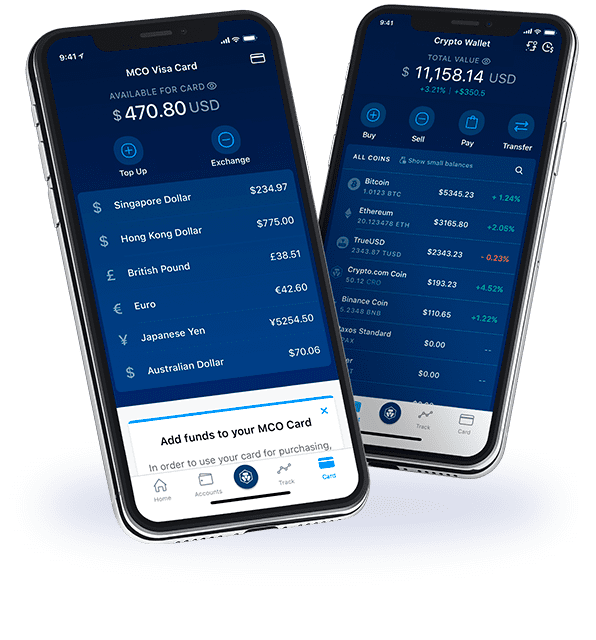 9:41
MCO Visa Card
AVAILABLE FOR CARD
$ 470.80 USD
Top Up
Exchange
$ Singapore Dollar $234.97
$ Hong Kong Dollar $775.00
£ British Pound £38.51
€ Euro €42.60
¥ Japanese Yen ¥5254.50
$ Australian Dollar $70.06
Add funds to your MCO Card
In order to use your card for purchasing,
Home Accounts Track Card
9:41
Crypto Wallet
TOTAL VALUE
$ 11,158.14 USD
+3.21% | +$350.5
Buy Sell Pay Transfer
ALL COINS Show small balances
Bitcoin $5345.23 + 1.24%
1.0123 BTC
Ethereum $3165.80 +2.05%
20.123478 ETH
TrueUSD $2343.23 - 0.23%
2343.87 TUSD
Crypto.com Coin $193.23 +4.52%
50.12 CRO
Binance Coin $110.65 +1.22%
5.2348 BNB
axos Standard $0.00 --
PAX
er $0.00 --
T
$0.00 --
Track Card